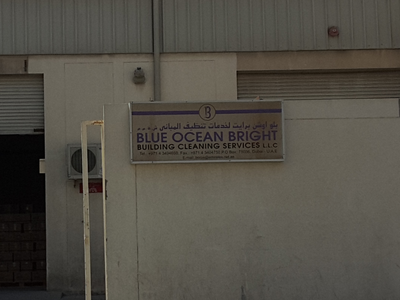 B
بلو أوشن برايت لخدمات تنظيف المباني ذ.م.م
BLUE OCEAN BRIGHT
BUILDING CLEANING SERVICES L.L.C